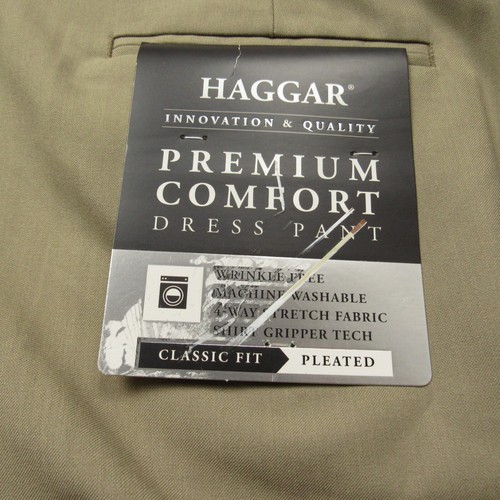 HAGGAR®
INNOVATION & QUALITY
PREMIUM
COMFORT
DRESS PANT
WRINKLE FREE
MACHINE WASHABLE
4-WAY STRETCH FABRIC
SHIRT GRIPPER TECH
CLASSIC FIT PLEATED